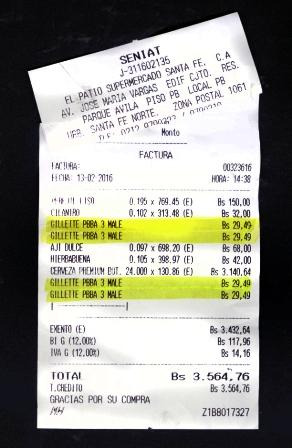 SENIAT
J-311602135
EL PATIO SUPERMERCADO SANTA FE, C.A
AV. JOSE MARIA VARGAS EDIF CJTO. RES.
PARQUE AVILA PISO PB LOCAL PB
URB. SANTA FE NORTE. ZONA POSTAL 1061
Monto
FACTURA
FACTURA: 00323616
FECHA: 13-02-2016 HORA: 14:38
LISO 0.195 x 769.45 (E) Bs 150,00
CILANTRO 0.102 x 313.48 (E) Bs 32,00
GILLETTE PBBA 3 MALE Bs 29,49
GILLETTE PBBA 3 MALE Bs 29,49
AJI DULCE 0.097 x 698.20 (E) Bs 68,00
HIERBABUENA 0.105 x 398.97 (E) Bs 42,00
CERVEZA PREMIUM BOT. 24.000 x 130.86 (E) Bs 3.140,64
GILLETTE PBBA 3 MALE Bs 29,49
GILLETTE PBBA 3 MALE Bs 29,49
EXENTO (E) Bs 3.432,64
BI G (12,00%) Bs 117,96
IVA G (12,00%) Bs 14,16
TOTAL Bs 3.564,76
T.CREDITO Bs 3.564,76
GRACIAS POR SU COMPRA
MH Z1B8017327